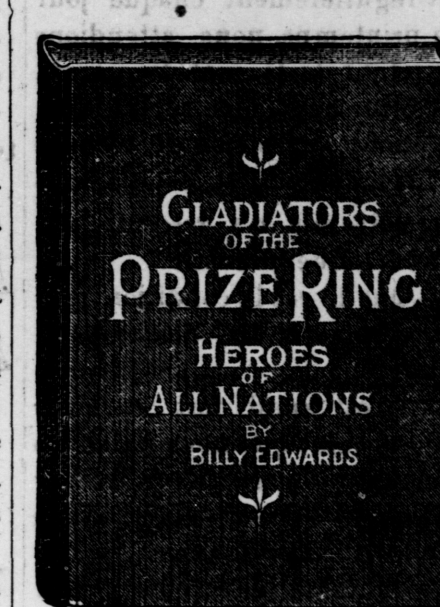 GLADIATORS
OF THE
PRIZE RING
HEROES
OF
ALL NATIONS
BY
BILLY EDWARDS